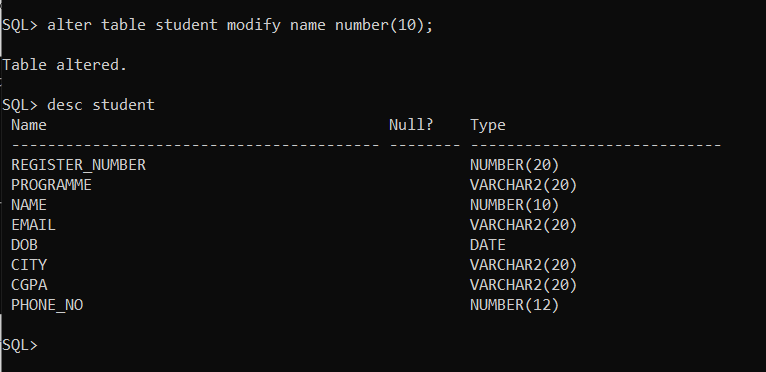 SQL> alter table student modify name number(10);
Table altered.
SQL> desc student
Name                                      Null?    Type
----------------------------------------- -------- ----------------------------
REGISTER_NUMBER                                    NUMBER(20)
PROGRAMME                                          VARCHAR2(20)
NAME                                               NUMBER(10)
EMAIL                                              VARCHAR2(20)
DOB                                                DATE
CITY                                               VARCHAR2(20)
CGPA                                               VARCHAR2(20)
PHONE_NO                                           NUMBER(12)
SQL>